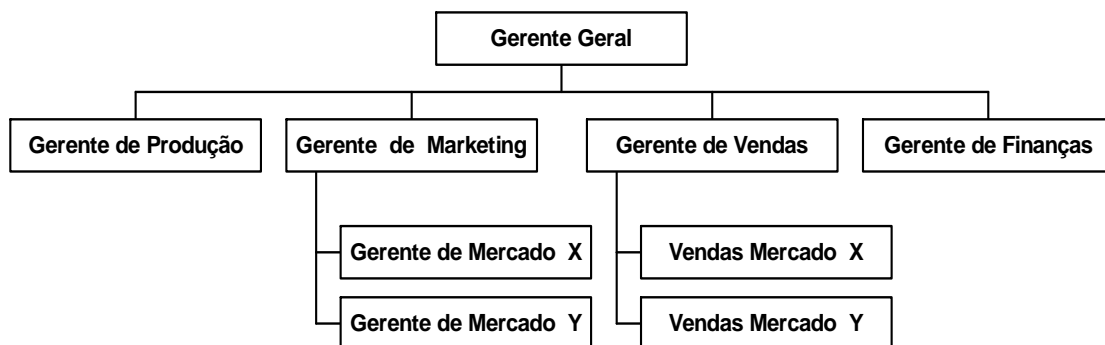 Gerente Geral
Gerente de Produção
Gerente de Marketing
Gerente de Vendas
Gerente de Finanças
Gerente de Mercado X
Vendas Mercado X
Gerente de Mercado Y
Vendas Mercado Y